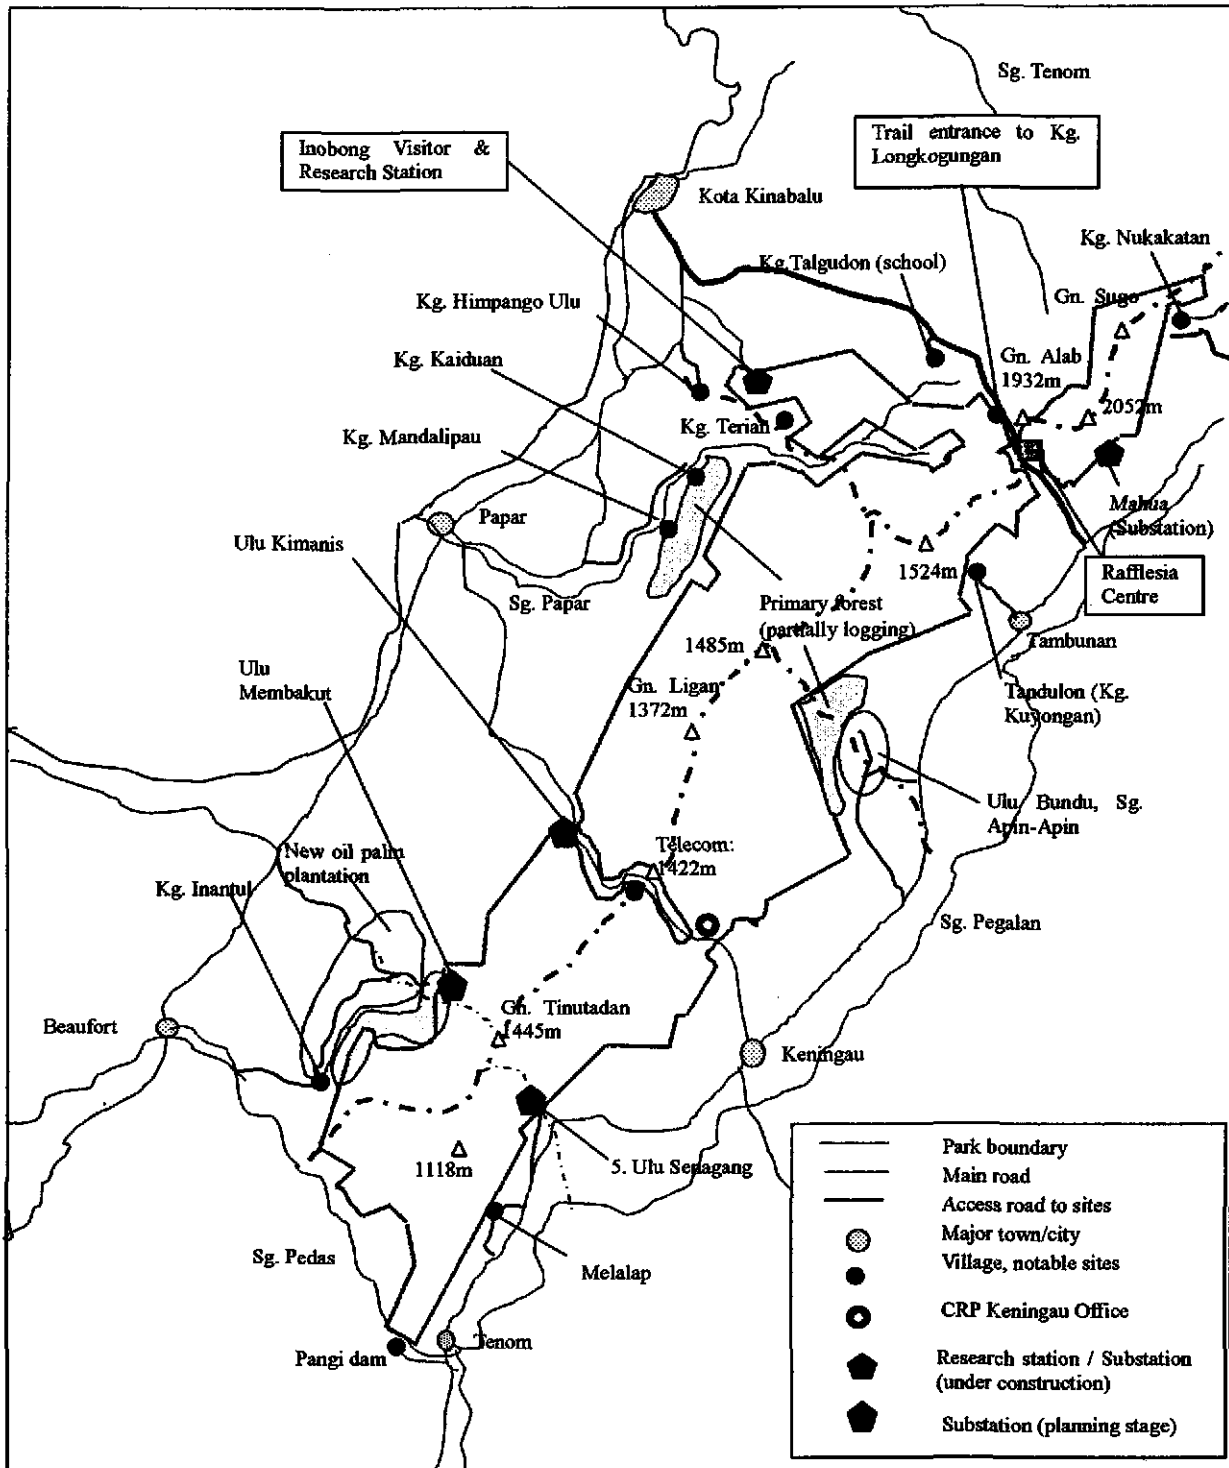 Sg. Tenom
Inobong Visitor &
Research Station
Trail entrance to Kg.
Longkogungan
Kota Kinabalu
Kg. Nukakatan
Kg.Talgudon (school)
Kg. Himpango Ulu
Gn. Sugo
Kg. Kaiduan
Gn. Alab
1932m
2052m
Kg. Mandalipau
Kg. Terian
Mahua
(Substation)
Papar
Ulu Kimanis
1524m
Rafflesia
Centre
Sg. Papar
Primary forest
(partially logging)
Tambunan
1485m
Ulu
Membakut
Gn. Ligan
1372m
Tandulon (Kg.
Kuyongan)
Ulu Bundu, Sg.
Apin-Apin
New oil palm
plantation
Telecom:
1422m
Kg. Inantul
Sg. Pegalan
Gn. Tinutadan
1445m
Beaufort
Keningau
1118m
5. Ulu Senagang
Sg. Pedas
Melalap
Pangi dam
Tenom
Park boundary
Main road
Access road to sites
Major town/city
Village, notable sites
CRP Keningau Office
Research station / Substation
(under construction)
Substation (planning stage)